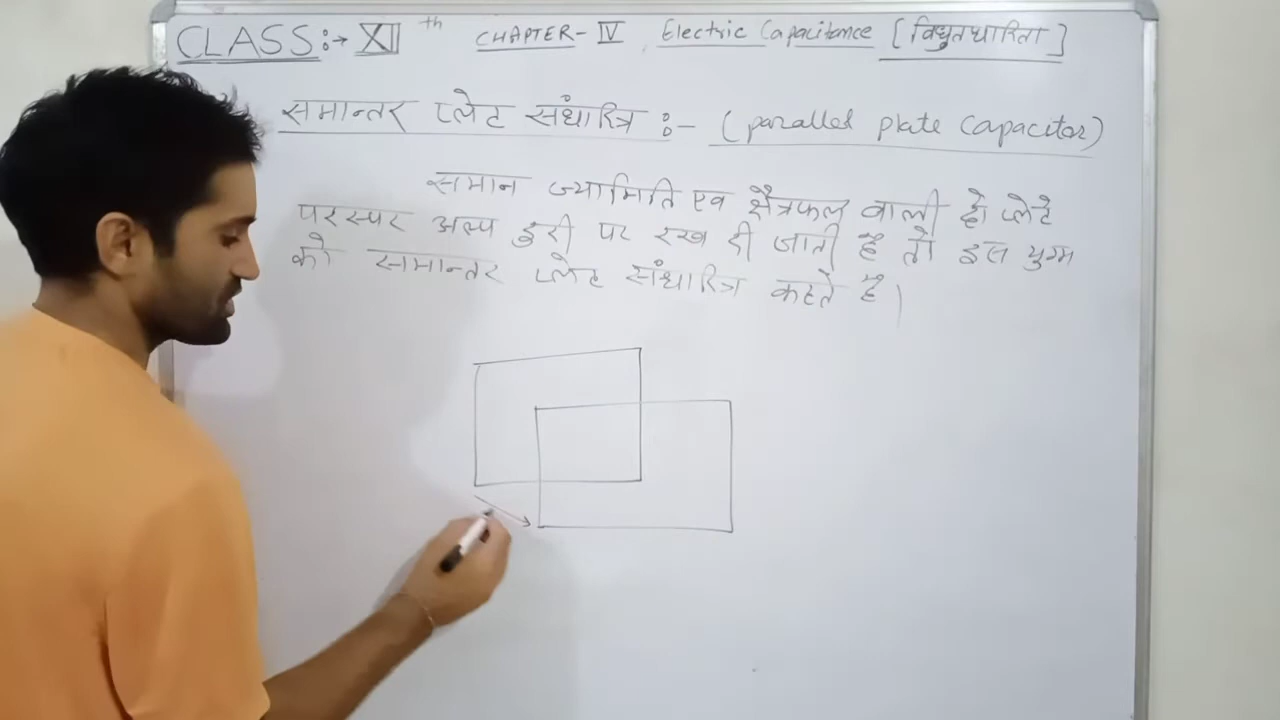 CLASS:→ XII th CHAPTER-IV, Electric Capacitance [विधुतधारिता]
समान्तर प्लेट संधारित्र :- (parallel plate capacitor)
समान ज्यामिति एवं क्षेत्रफल वाली दो प्लेटे
परस्पर अल्प दुरी पर रख दी जाती है तो इस युग्म
को समान्तर प्लेट संधारित्र कहते है।